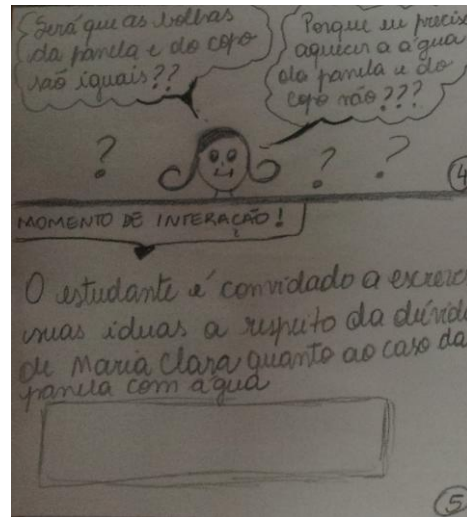 Será que as bolhas
da panela e do copo
são iguais??
Porque eu preciso
aquecer a água
da panela e do
copo não???
? ? ?
4
MOMENTO DE INTERAÇÃO!
O estudante é convidado a escrever
suas ideias a respeito da dúvida
de Maria Clara quanto ao caso da
panela com água
5